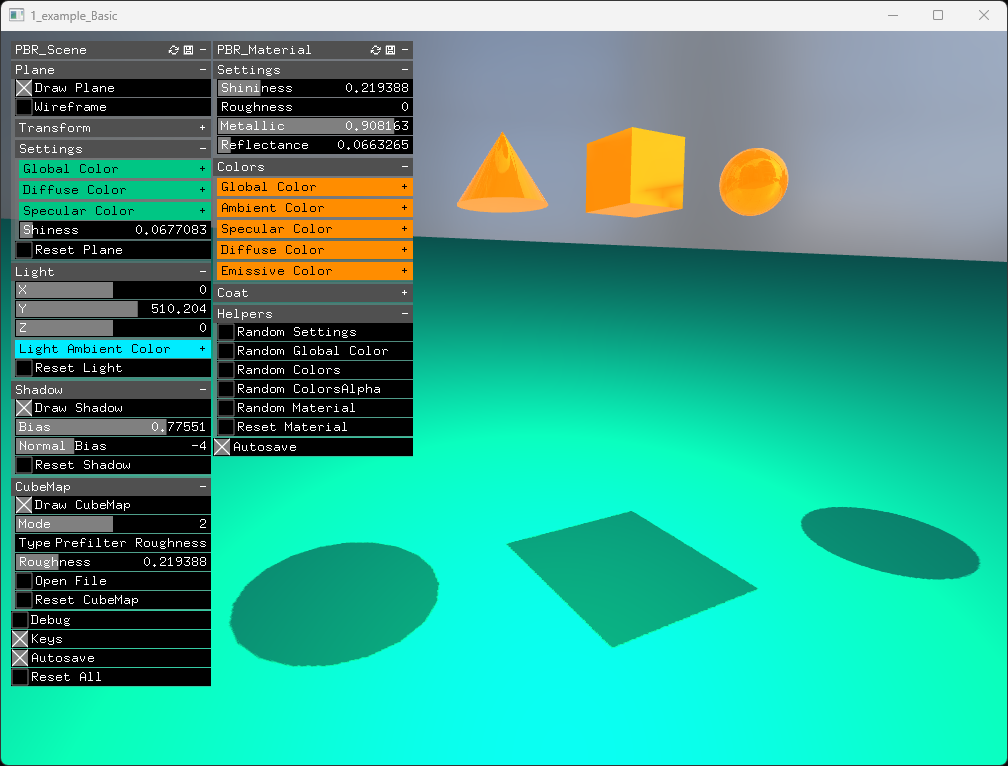 1_example_Basic
PBR_Scene
Plane
Draw Plane
Wireframe
Transform
Settings
Global Color
Diffuse Color
Specular Color
Shiness 0.0677083
Reset Plane
Light
X 0
Y 510.204
Z 0
Light Ambient Color
Reset Light
Shadow
Draw Shadow
Bias 0.77551
Normal Bias -4
Reset Shadow
CubeMap
Draw CubeMap
Mode 2
Type Prefilter Roughness
Roughness 0.219388
Open File
Reset CubeMap
Debug
Keys
Autosave
Reset All
PBR_Material
Settings
Shininess 0.219388
Roughness 0
Metallic 0.908163
Reflectance 0.0663265
Colors
Global Color
Ambient Color
Specular Color
Diffuse Color
Emissive Color
Coat
Helpers
Random Settings
Random Global Color
Random Colors
Random ColorsAlpha
Random Material
Reset Material
Autosave